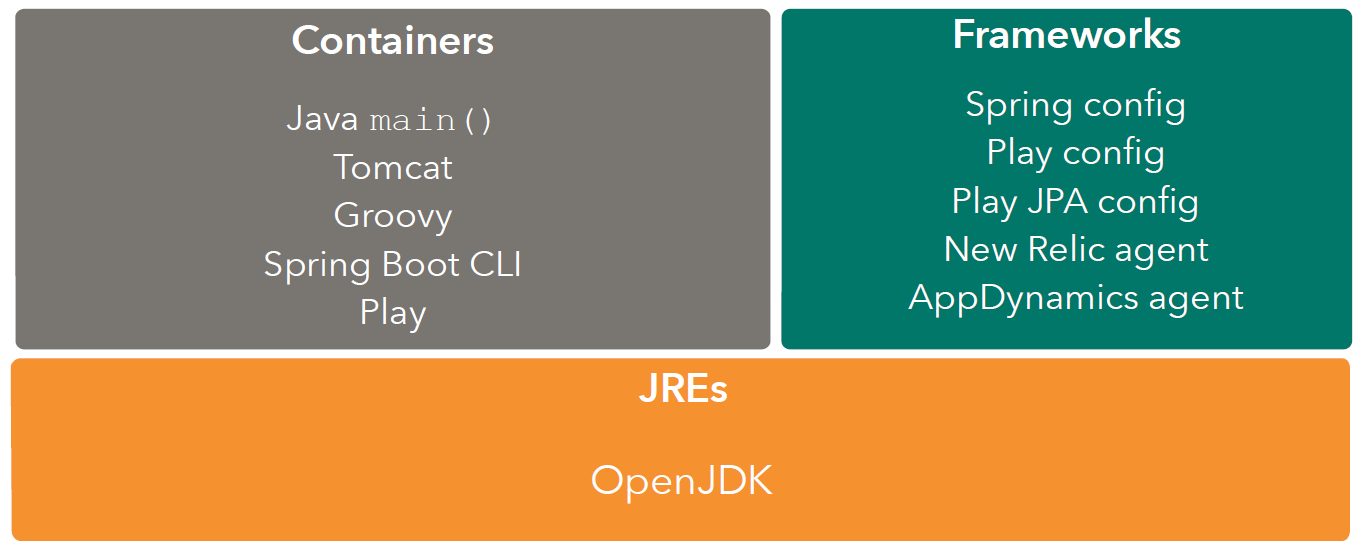 Containers
Java main()
Tomcat
Groovy
Spring Boot CLI
Play
Frameworks
Spring config
Play config
Play JPA config
New Relic agent
AppDynamics agent
JREs
OpenJDK